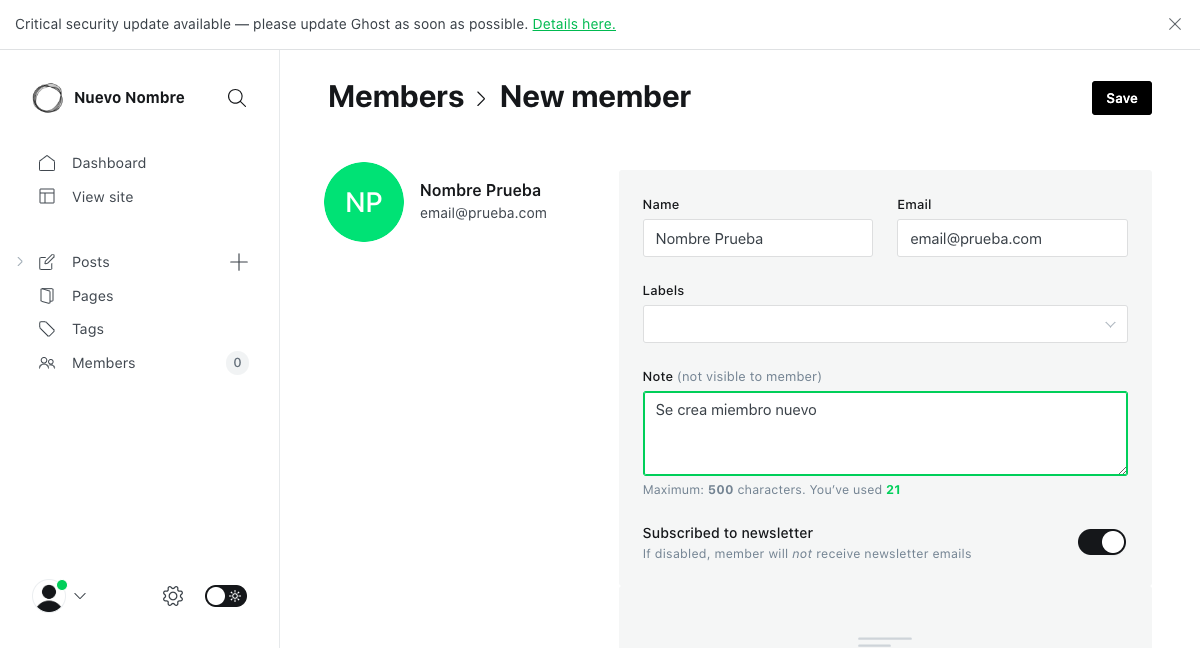 Critical security update available — please update Ghost as soon as possible. Details here.
Nuevo Nombre
Dashboard
View site
Posts
Pages
Tags
Members 0
Members > New member
Save
NP
Nombre Prueba
email@prueba.com
Name
Nombre Prueba
Email
email@prueba.com
Labels
Note (not visible to member)
Se crea miembro nuevo
Maximum: 500 characters. You’ve used 21
Subscribed to newsletter
If disabled, member will not receive newsletter emails